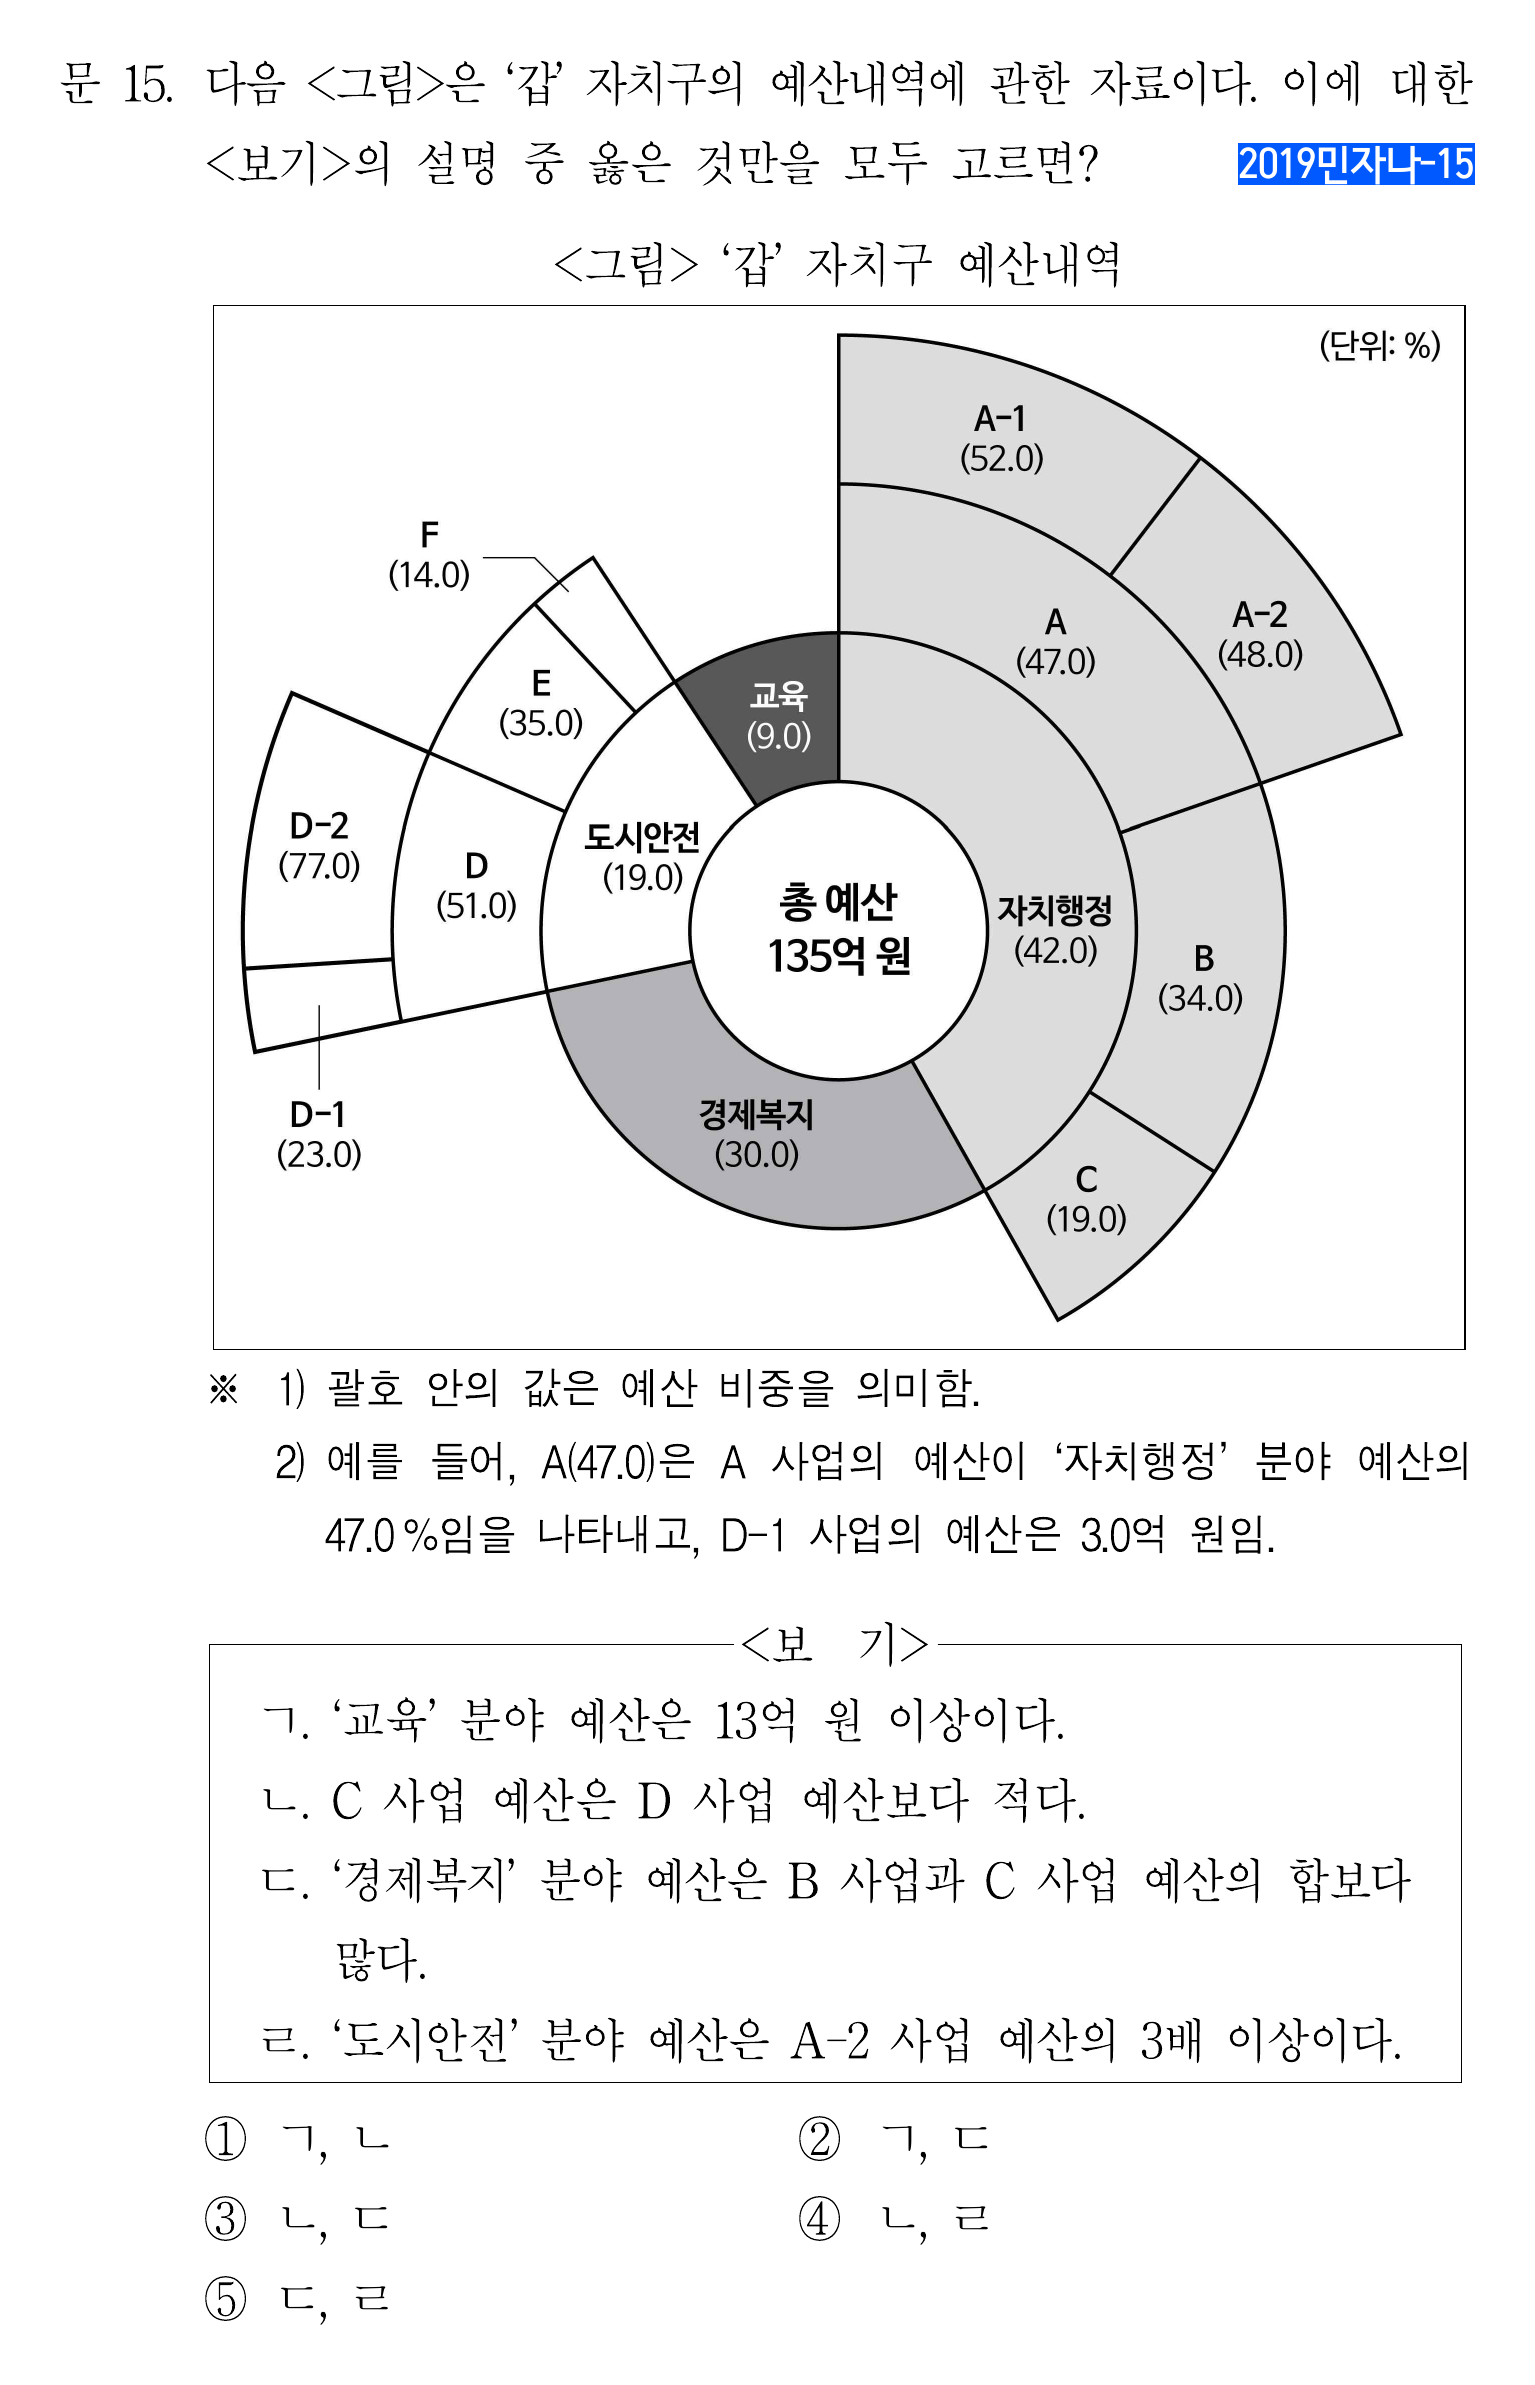 문 15. 다음 <그림>은 ‘갑’ 자치구의 예산내역에 관한 자료이다. 이에 대한
<보기>의 설명 중 옳은 것만을 모두 고르면?
2019민자나-15
<그림> ‘갑’ 자치구 예산내역
(단위: %)
A-1
(52.0)
A-2
(48.0)
A
(47.0)
F
(14.0)
E
(35.0)
교육
(9.0)
D-2
(77.0)
D
(51.0)
도시안전
(19.0)
총 예산
135억 원
자치행정
(42.0)
B
(34.0)
D-1
(23.0)
경제복지
(30.0)
C
(19.0)
※ 1) 괄호 안의 값은 예산 비중을 의미함.
2) 예를 들어, A(47.0)은 A 사업의 예산이 ‘자치행정’ 분야 예산의
47.0%임을 나타내고, D-1 사업의 예산은 3.0억 원임.
<보 기>
ㄱ. ‘교육’ 분야 예산은 13억 원 이상이다.
ㄴ. C 사업 예산은 D 사업 예산보다 적다.
ㄷ. ‘경제복지’ 분야 예산은 B 사업과 C 사업 예산의 합보다
많다.
ㄹ. ‘도시안전’ 분야 예산은 A-2 사업 예산의 3배 이상이다.
① ㄱ, ㄴ
② ㄱ, ㄷ
③ ㄴ, ㄷ
④ ㄴ, ㄹ
⑤ ㄷ, ㄹ